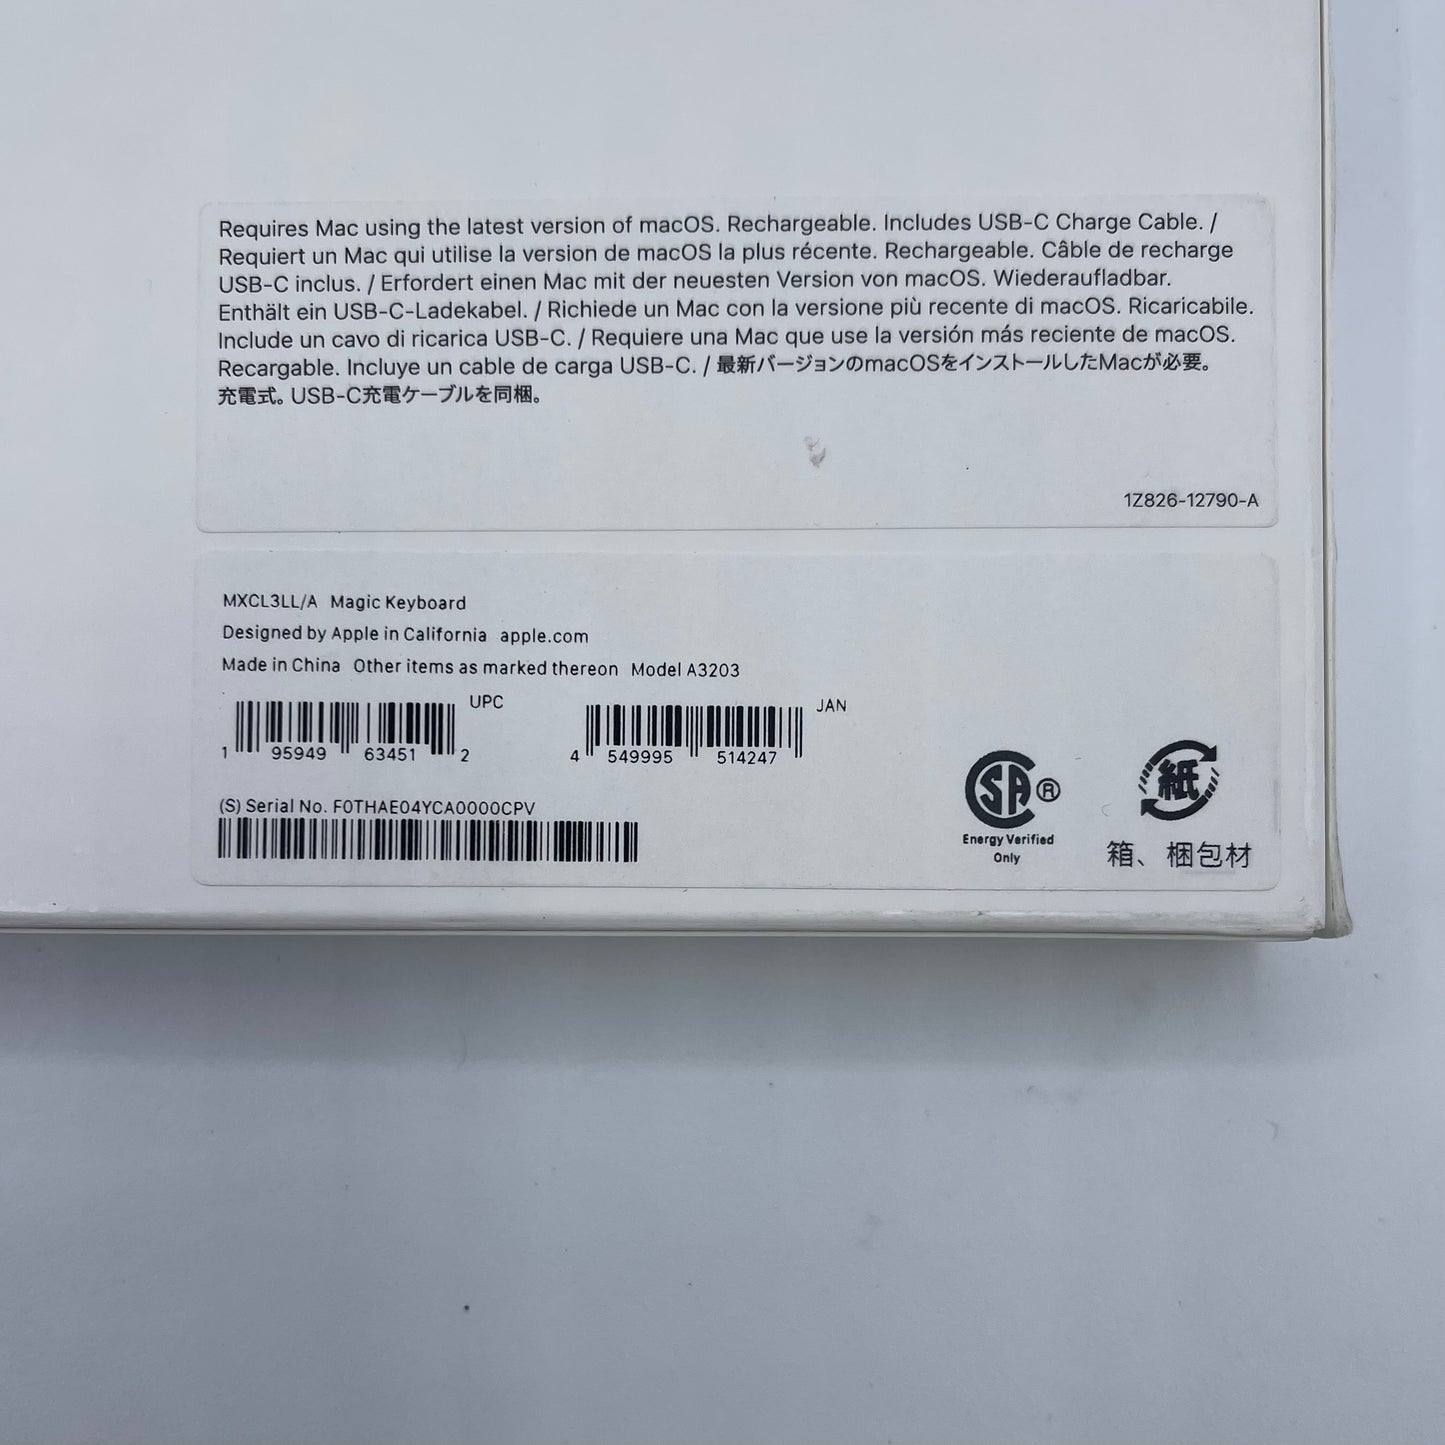 Requires Mac using the latest version of macOS. Rechargeable. Includes USB-C Charge Cable. /
Requiert un Mac qui utilise la version de macOS la plus récente. Rechargeable. Câble de recharge
USB-C inclus. / Erfordert einen Mac mit der neuesten Version von macOS. Wiederaufladbar.
Enthält ein USB-C-Ladekabel. / Richiede un Mac con la versione più recente di macOS. Ricaricabile.
Include un cavo di ricarica USB-C. / Requiere una Mac que use la versión más reciente de macOS.
Recargable. Incluye un cable de carga USB-C. / 最新バージョンのmacOSをインストールしたMacが必要。
充電式。USB-C充電ケーブルを同梱。
1Z826-12790-A
MXCL3LL/A Magic Keyboard
Designed by Apple in California apple.com
Made in China Other items as marked thereon Model A3203
UPC
1 95949 63451 2
JAN
4 549995 514247
(S) Serial No. F0THAE04YCA0000CPV
SA ®
Energy Verified
Only
紙
箱、梱包材